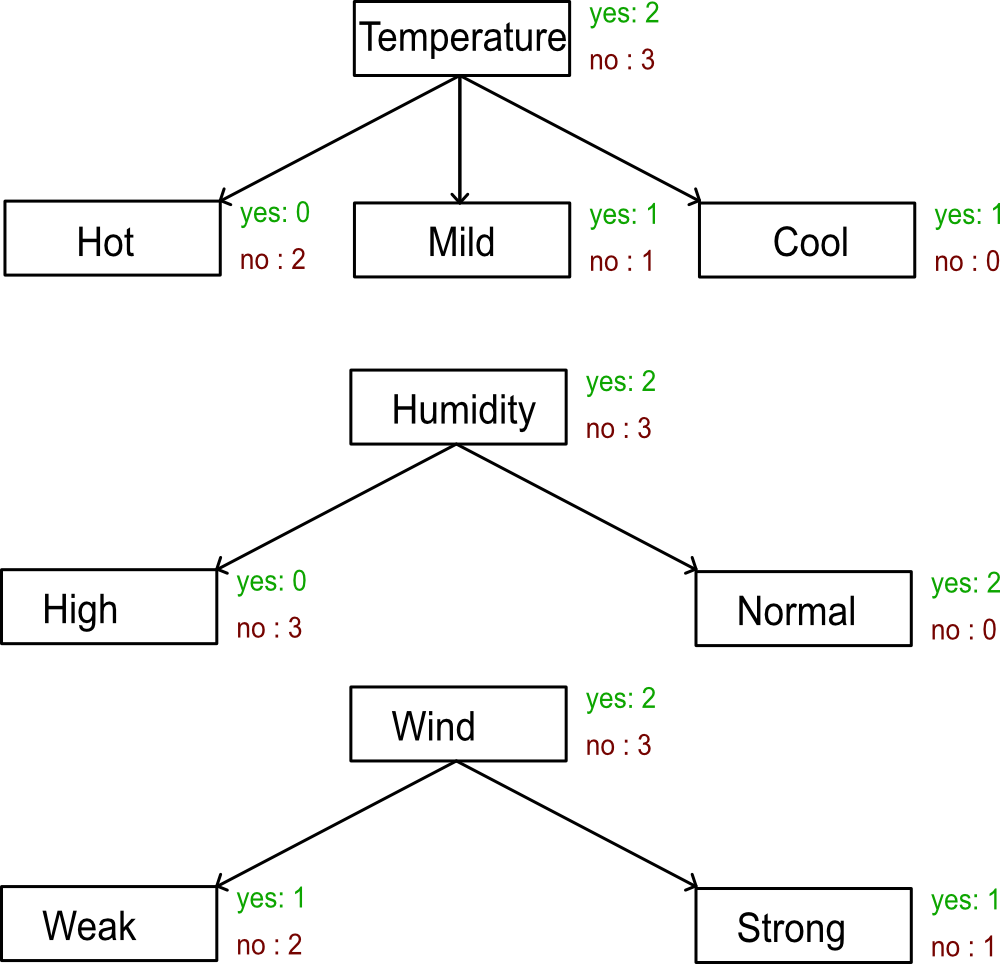 Temperature
yes: 2
no : 3
Hot
yes: 0
no : 2
Mild
yes: 1
no : 1
Cool
yes: 1
no : 0
Humidity
yes: 2
no : 3
High
yes: 0
no : 3
Normal
yes: 2
no : 0
Wind
yes: 2
no : 3
Weak
yes: 1
no : 2
Strong
yes: 1
no : 1